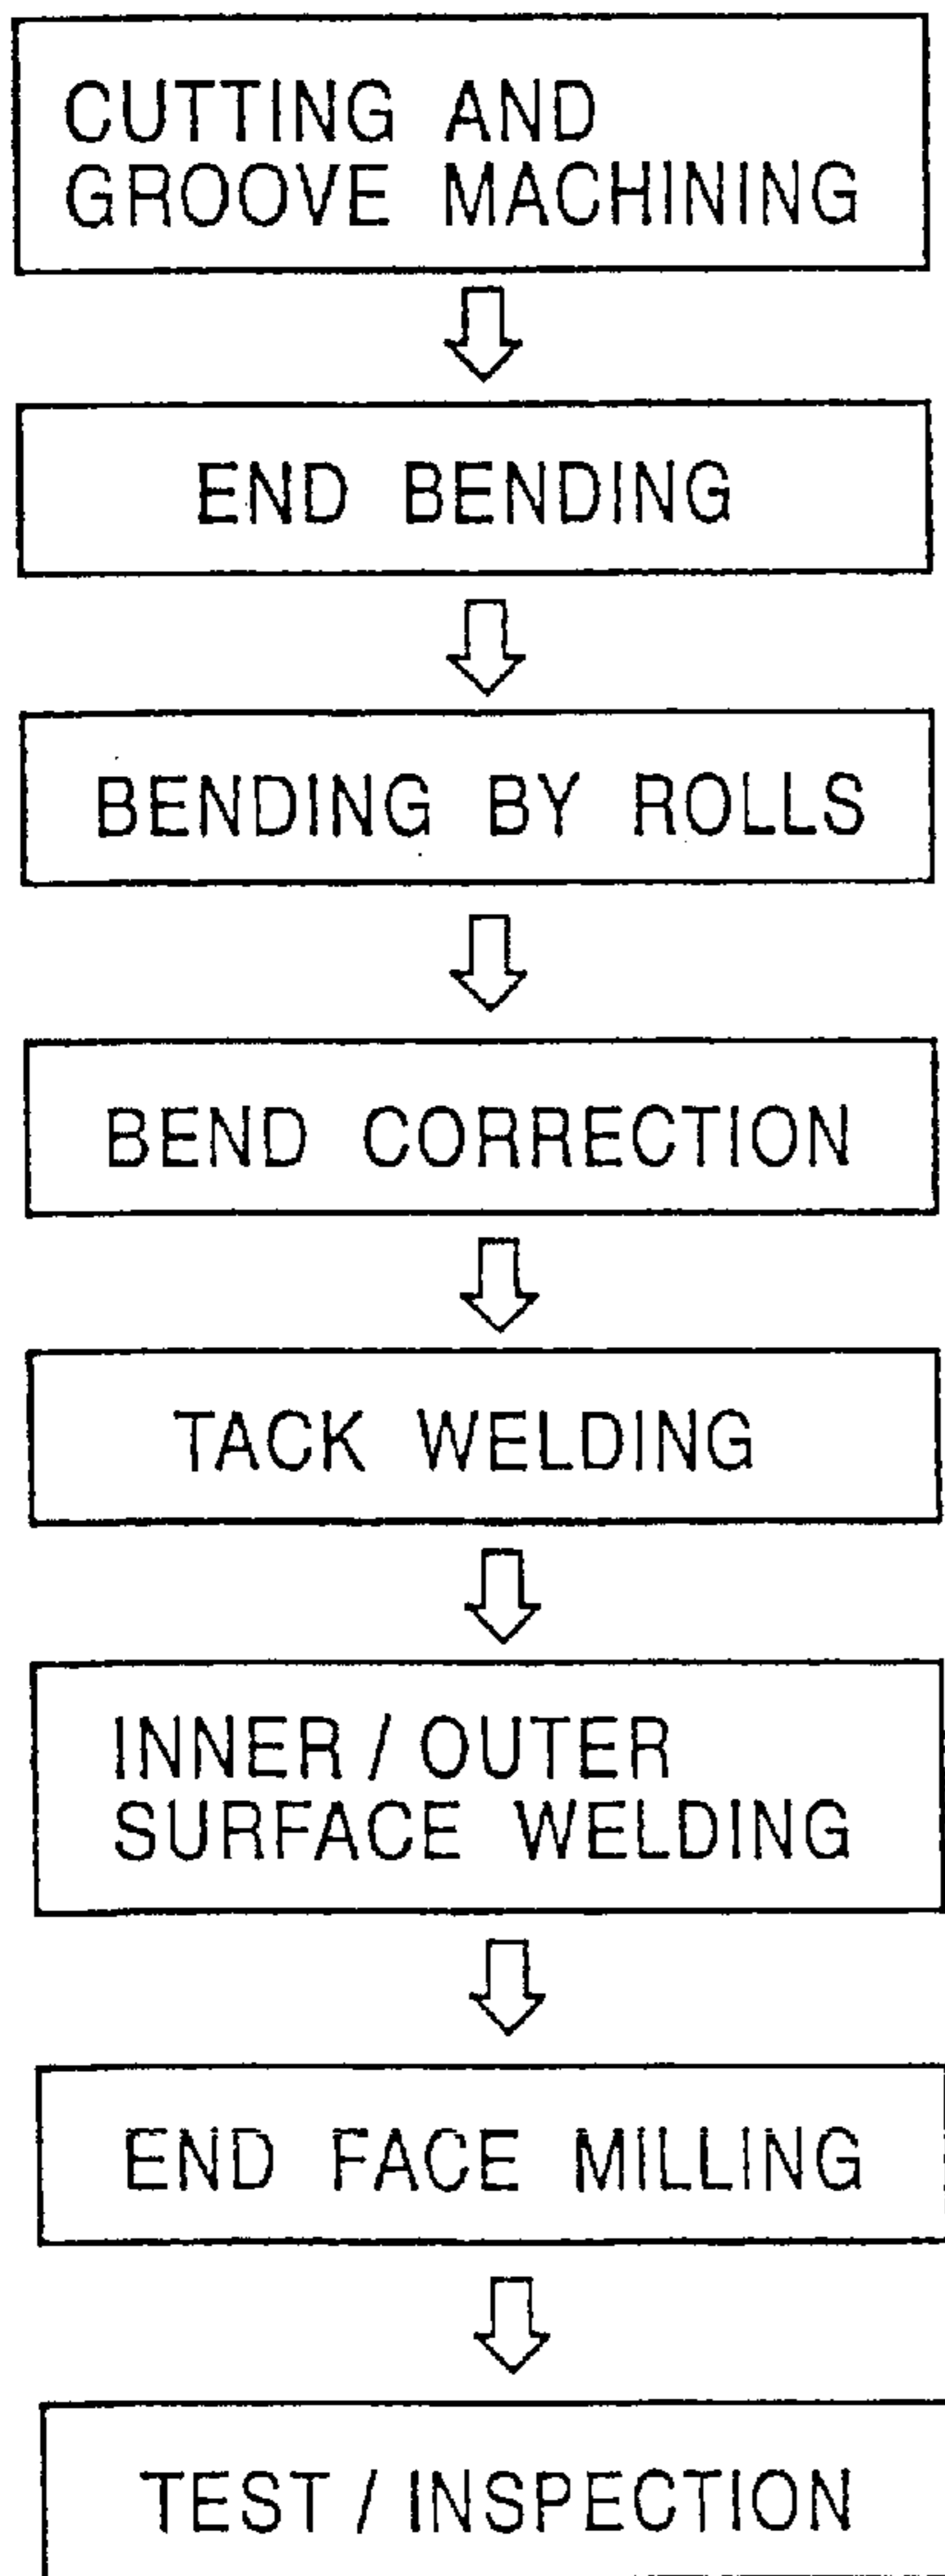 CUTTING AND
GROOVE MACHINING
END BENDING
BENDING BY ROLLS
BEND CORRECTION
TACK WELDING
INNER / OUTER
SURFACE WELDING
END FACE MILLING
TEST / INSPECTION